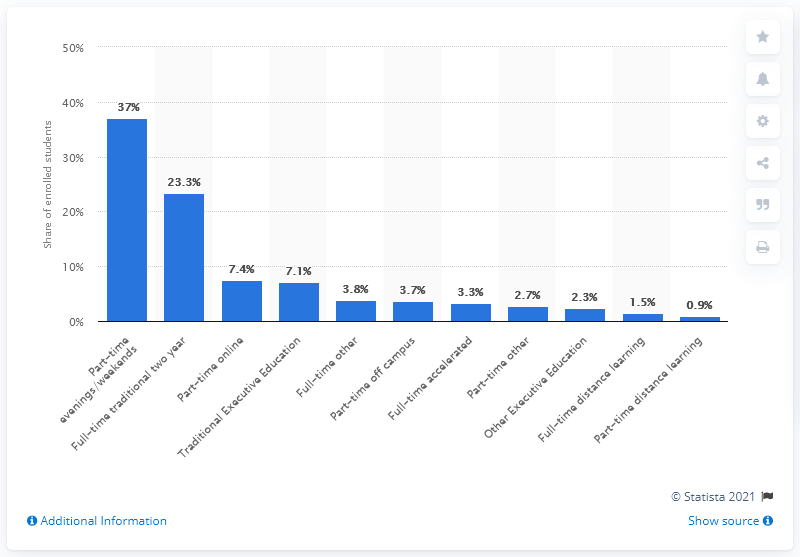 50%
40%
30%
20%
10%
0%
Share of enrolled students
37%
23.3%
7.4%
7.1%
3.8%
3.7%
3.3%
2.7%
2.3%
1.5%
0.9%
Part-time
evenings/weekends
Full-time traditional two year
Part-time online
Traditional Executive Education
Full-time other
Part-time off campus
Full-time accelerated
Part-time other
Other Executive Education
Full-time distance learning
Part-time distance learning
© Statista 2021
Additional Information
Show source